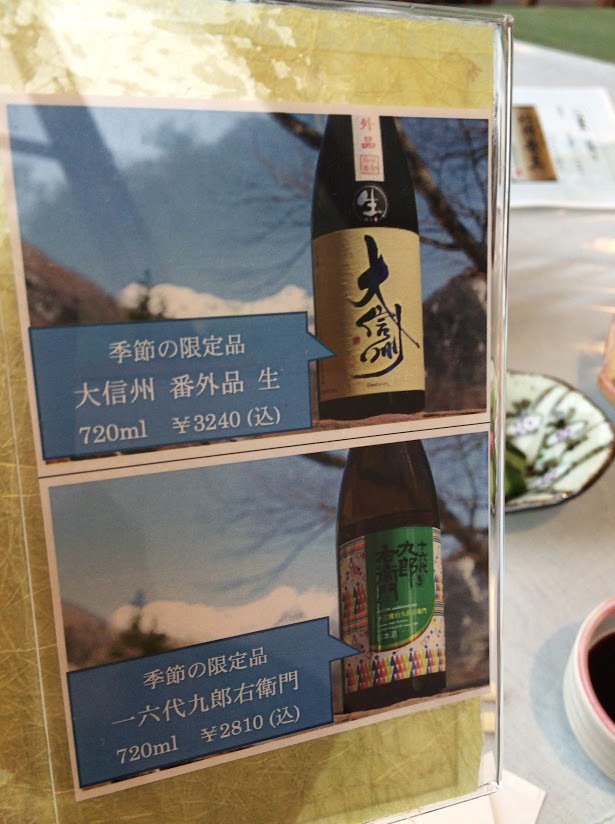 外品
生
大信州
季節の限定品
大信州 番外品 生
720ml ¥3240(込)
十六代
九郎
右衛門
季節の限定品
一六代九郎右衛門
720ml ¥2810(込)